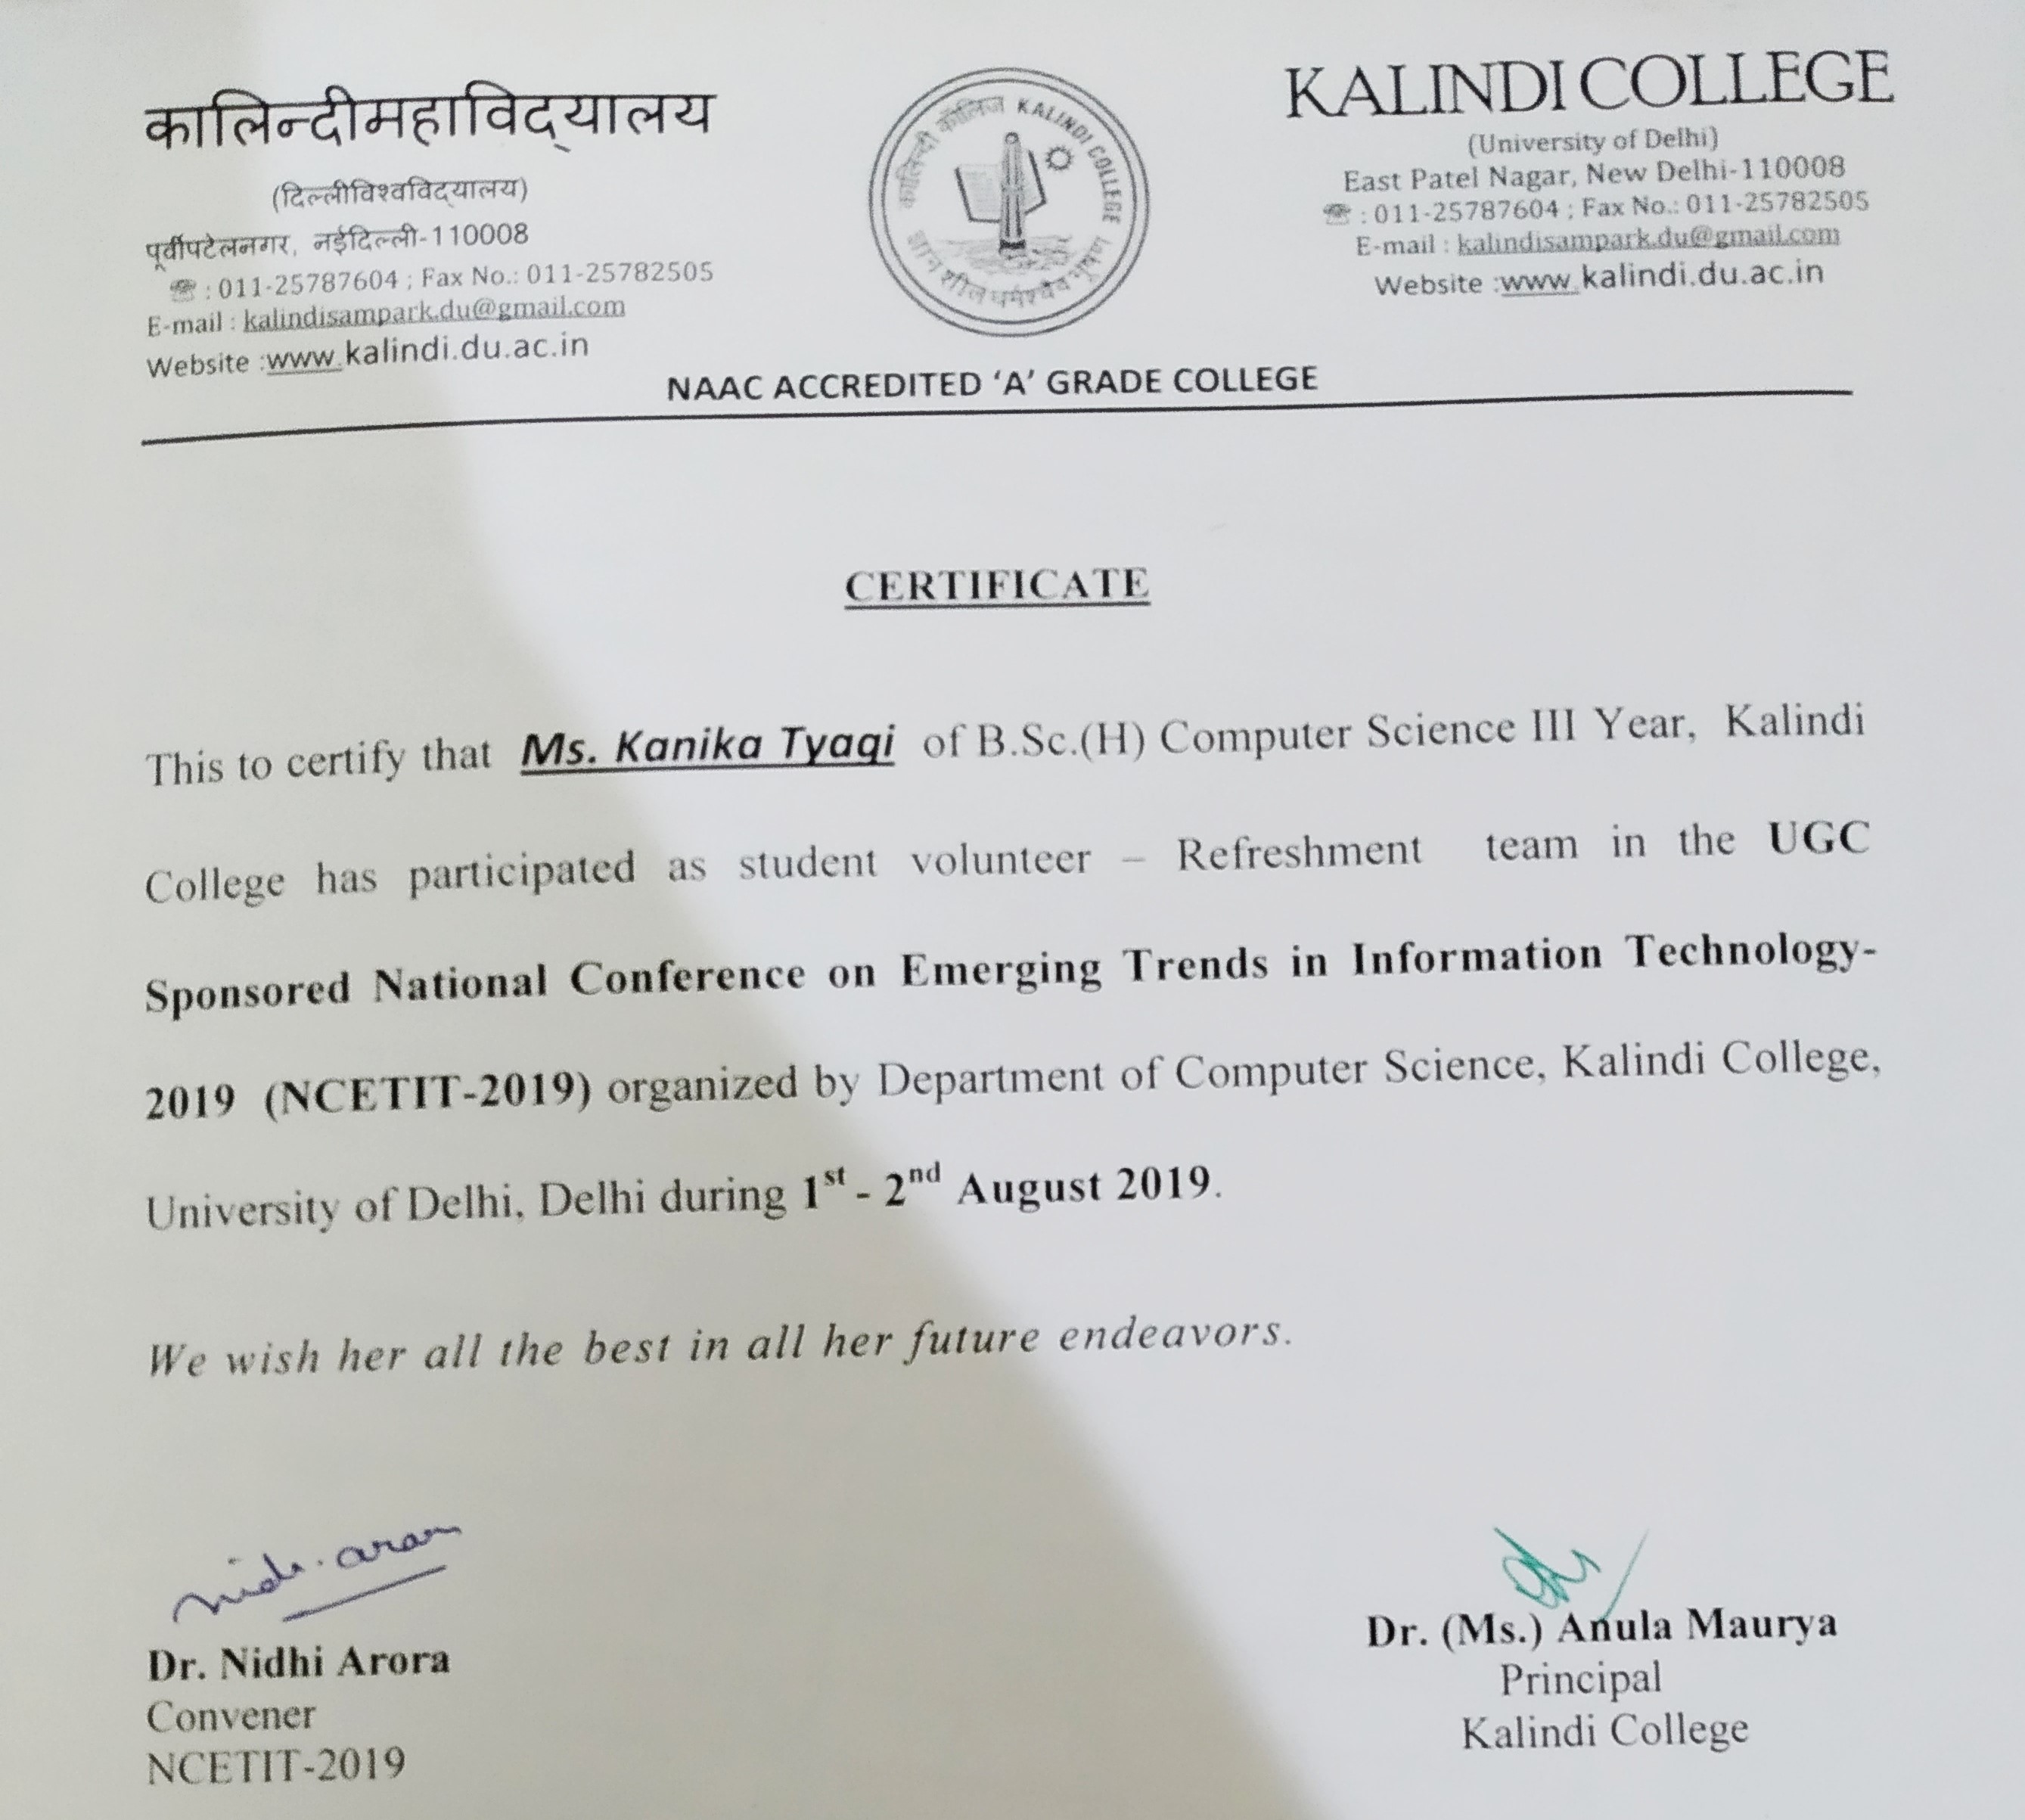 कालिन्दीमहाविद्यालय
(दिल्लीविश्वविद्यालय)
पूर्वीपटेलनगर, नईदिल्ली-110008
☎ : 011-25787604 ; Fax No.: 011-25782505
E-mail : kalindisampark.du@gmail.com
Website :www.kalindi.du.ac.in
कालिन्दी कॉलिज KALINDI COLLEGE
ज्ञान शील धर्मश्चैव
KALINDI COLLEGE
(University of Delhi)
East Patel Nagar, New Delhi-110008
☎ : 011-25787604 ; Fax No.: 011-25782505
E-mail : kalindisampark.du@gmail.com
Website :www.kalindi.du.ac.in
NAAC ACCREDITED ‘A’ GRADE COLLEGE
CERTIFICATE
This to certify that Ms. Kanika Tyagi of B.Sc.(H) Computer Science III Year, Kalindi
College has participated as student volunteer – Refreshment team in the UGC
Sponsored National Conference on Emerging Trends in Information Technology-
2019 (NCETIT-2019) organized by Department of Computer Science, Kalindi College,
University of Delhi, Delhi during 1st - 2nd August 2019.
We wish her all the best in all her future endeavors.
nidhi.arora
Dr. Nidhi Arora
Convener
NCETIT-2019
Dr. (Ms.) Anula Maurya
Principal
Kalindi College